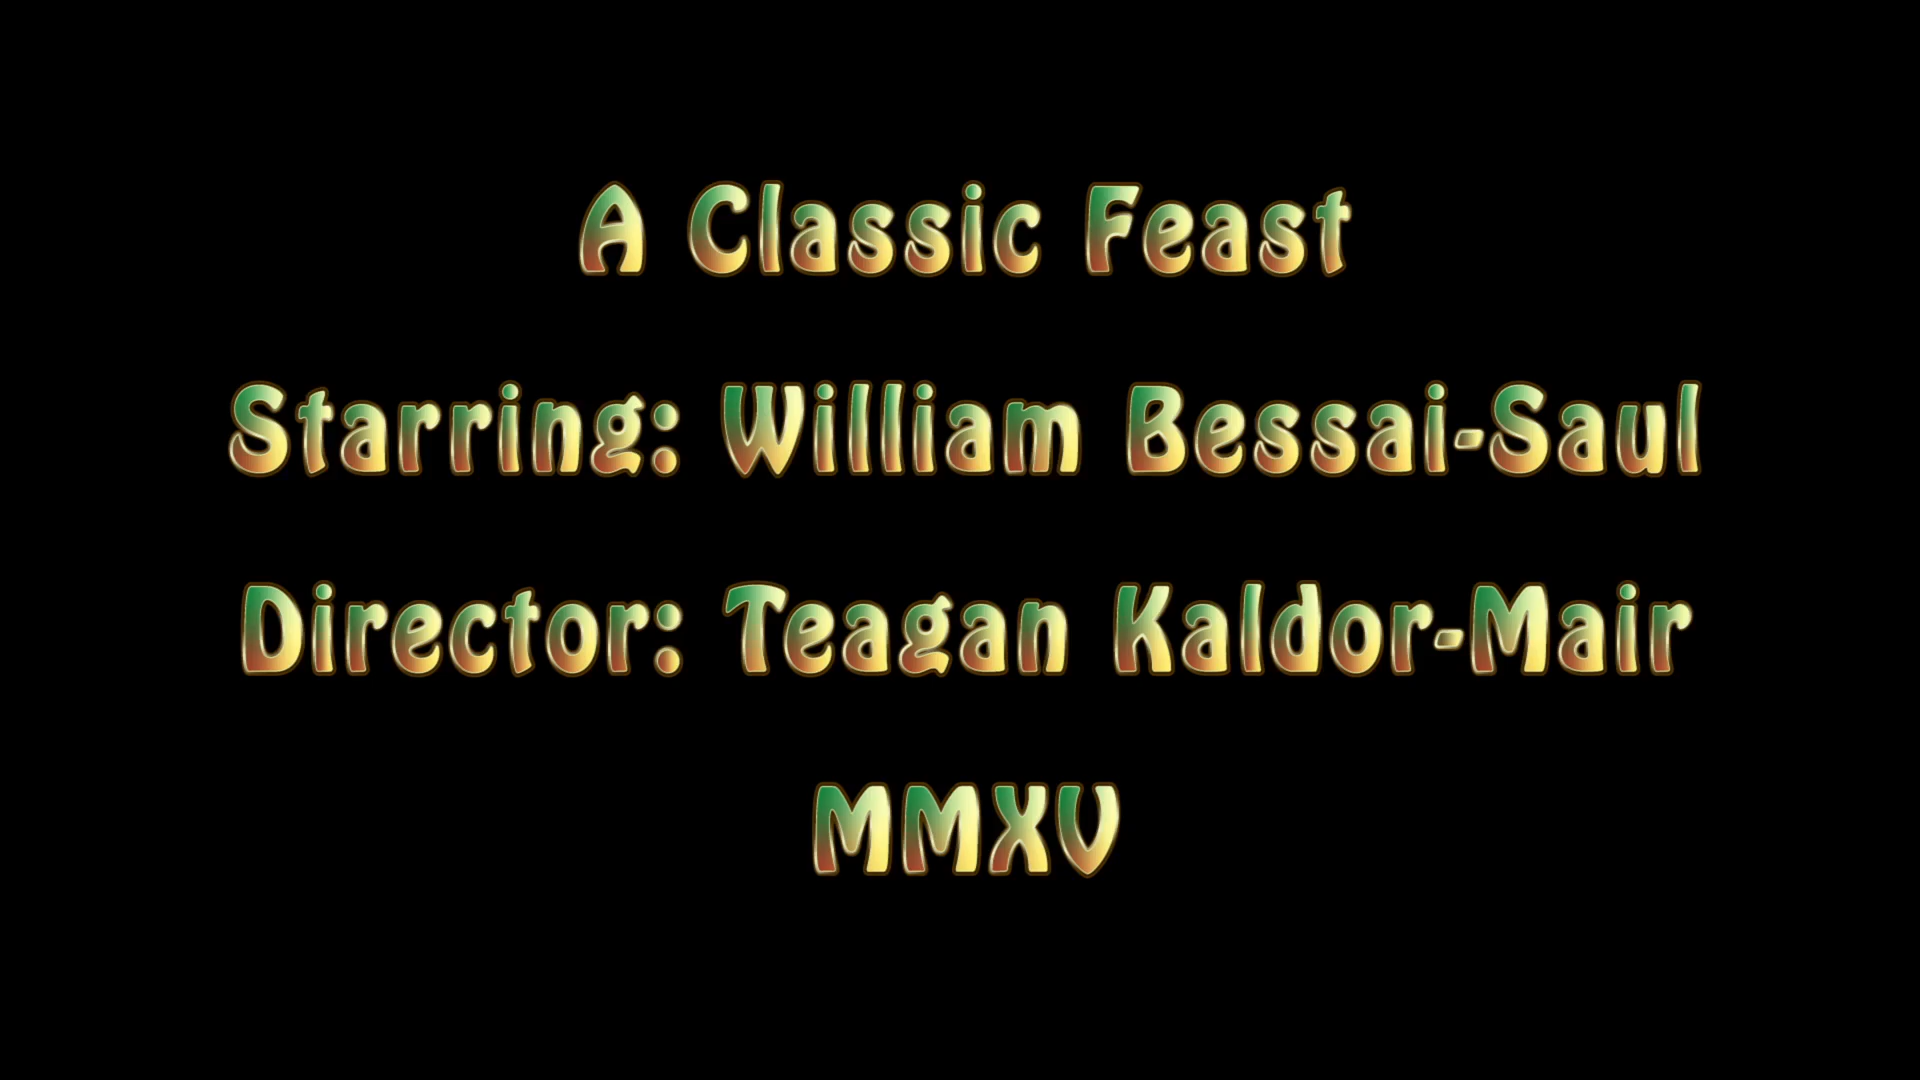 A Classic Feast
Starring: William Bessai-Saul
Director: Teagan Kaldor-Mair
MMXV